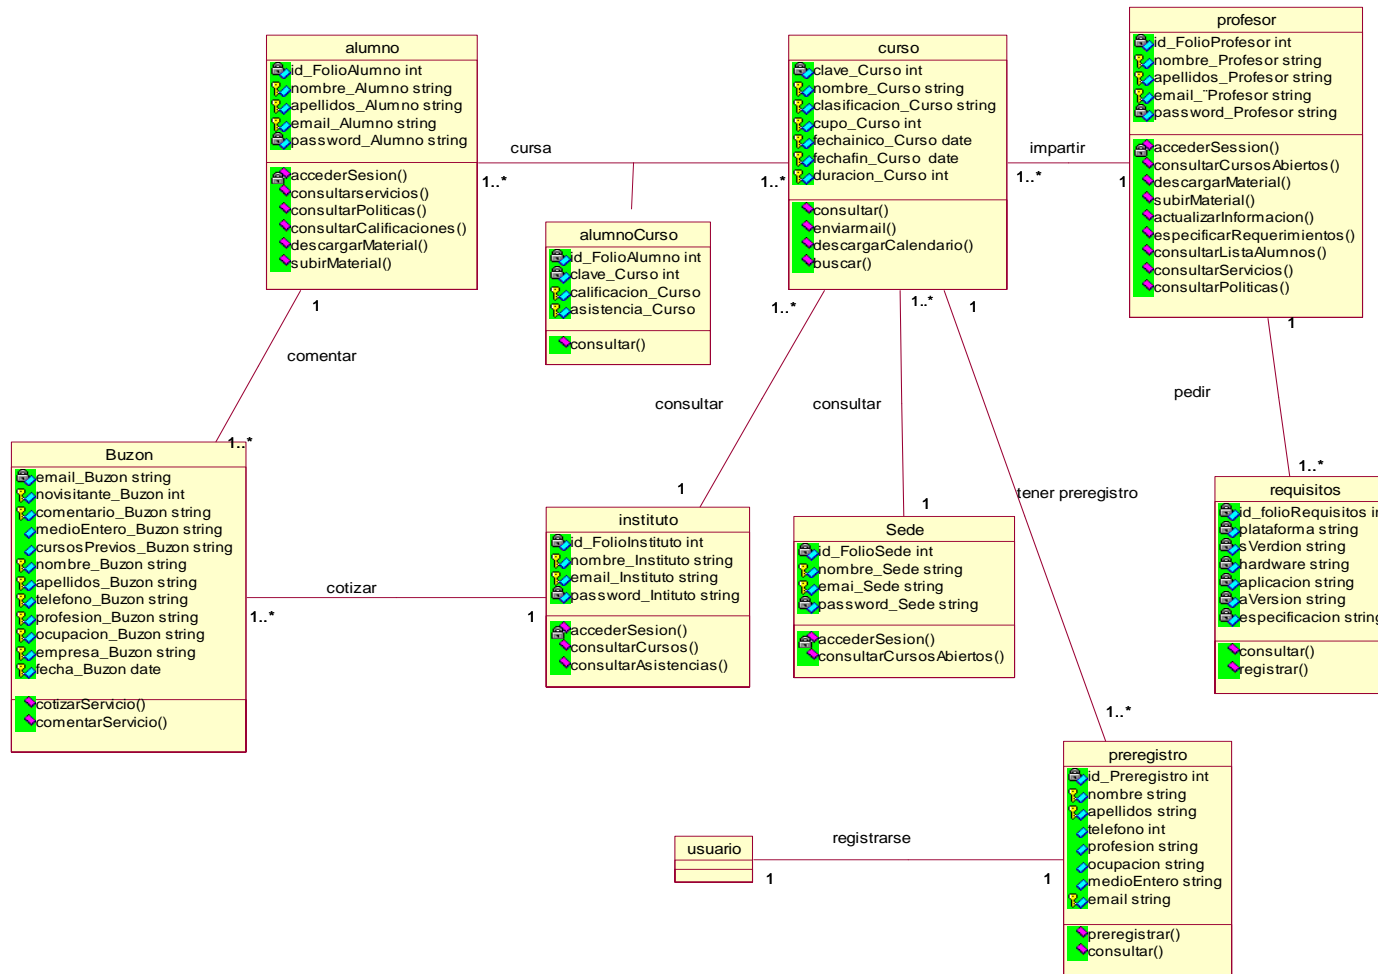 alumno
id_FolioAlumno int
nombre_Alumno string
apellidos_Alumno string
email_Alumno string
password_Alumno string
accederSesion()
consultarservicios()
consultarPoliticas()
consultarCalificaciones()
descargarMaterial()
subirMaterial()
cursa
1..*
1..*
curso
clave_Curso int
nombre_Curso string
clasificacion_Curso string
cupo_Curso int
fechainico_Curso date
fechafin_Curso date
duracion_Curso int
consultar()
enviarmail()
descargarCalendario()
buscar()
impartir
1..*
1
profesor
id_FolioProfesor int
nombre_Profesor string
apellidos_Profesor string
email_¨Profesor string
password_Profesor string
accederSession()
consultarCursosAbiertos()
descargarMaterial()
subirMaterial()
actualizarInformacion()
especificarRequerimientos()
consultarListaAlumnos()
consultarServicios()
consultarPoliticas()
alumnoCurso
id_FolioAlumno int
clave_Curso int
calificacion_Curso
asistencia_Curso
consultar()
1
comentar
1..*
1..*
consultar
1
1..*
consultar
1
1
tener preregistro
1..*
1
pedir
1..*
Buzon
email_Buzon string
novisitante_Buzon int
comentario_Buzon string
medioEntero_Buzon string
cursosPrevios_Buzon string
nombre_Buzon string
apellidos_Buzon string
telefono_Buzon string
profesion_Buzon string
ocupacion_Buzon string
empresa_Buzon string
fecha_Buzon date
cotizarServicio()
comentarServicio()
cotizar
1..*
1
instituto
id_FolioInstituto int
nombre_Instituto string
email_Instituto string
password_Intituto string
accederSesion()
consultarCursos()
consultarAsistencias()
Sede
id_FolioSede int
nombre_Sede string
emai_Sede string
password_Sede string
accederSesion()
consultarCursosAbiertos()
requisitos
id_folioRequisitos in
plataforma string
sVerdion string
hardware string
aplicacion string
aVersion string
especificacion string
consultar()
registrar()
preregistro
id_Preregistro int
nombre string
apellidos string
telefono int
profesion string
ocupacion string
medioEntero string
email string
preregistrar()
consultar()
usuario
registrarse
1
1